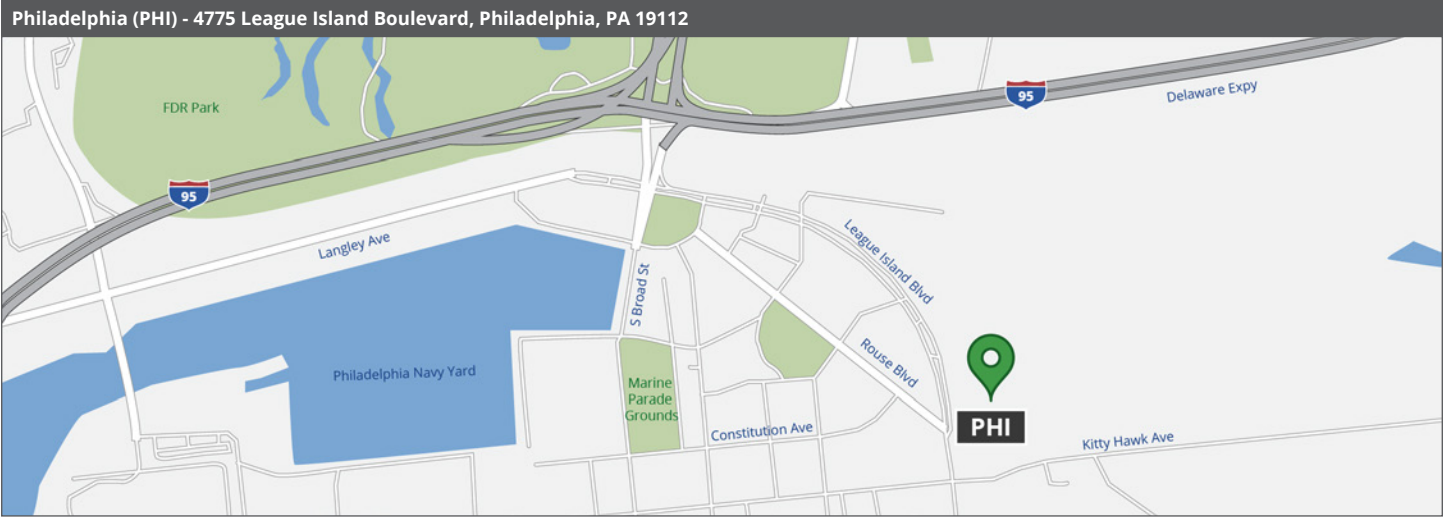 Philadelphia (PHI) - 4775 League Island Boulevard, Philadelphia, PA 19112
FDR Park
95
Delaware Expy
95
Langley Ave
League Island Blvd
S Broad St
Rouse Blvd
Philadelphia Navy Yard
Marine
Parade
Grounds
Constitution Ave
PHI
Kitty Hawk Ave